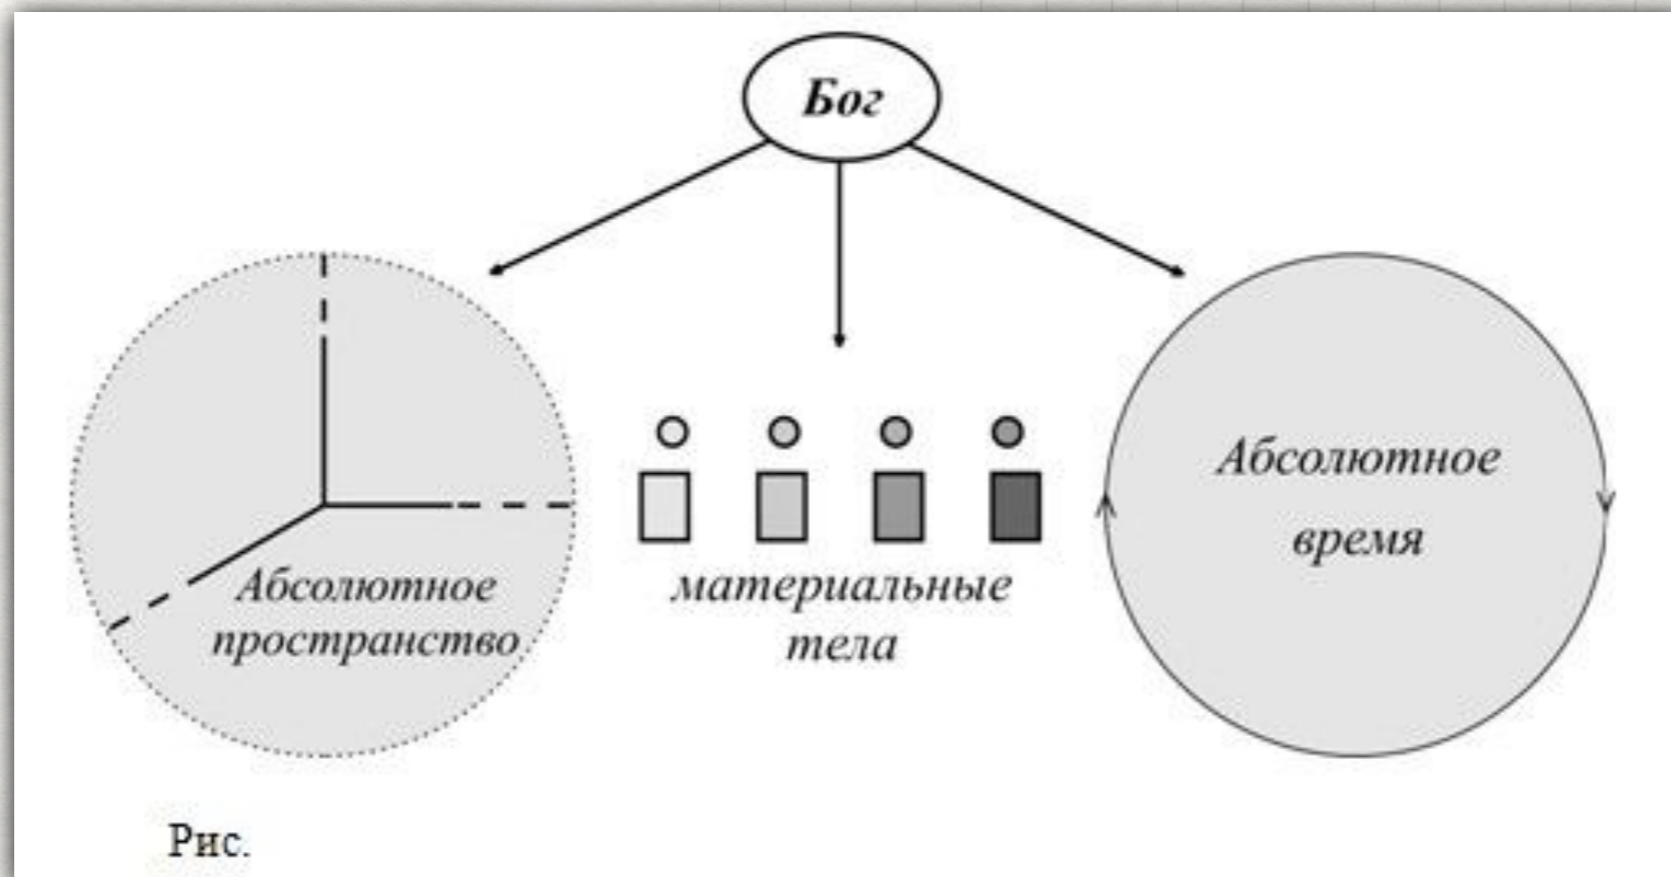 Бог
Абсолютное
пространство
материальные
тела
Абсолютное
время
Рис.